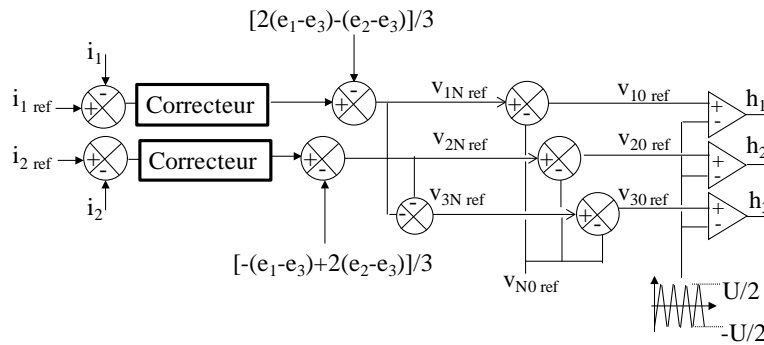 [2(e₁-e₃)-(e₂-e₃)]/3
i₁
i₁ ref
+
-
Correcteur
-
+
v₁N ref
+
-
v₁₀ ref
+
-
h₁
i₂ ref
+
-
Correcteur
+
-
v₂N ref
+
-
v₂₀ ref
+
-
h₂
i₂
-
-
v₃N ref
+
-
v₃₀ ref
+
-
[-(e₁-e₃)+2(e₂-e₃)]/3
vN0 ref
U/2
-U/2